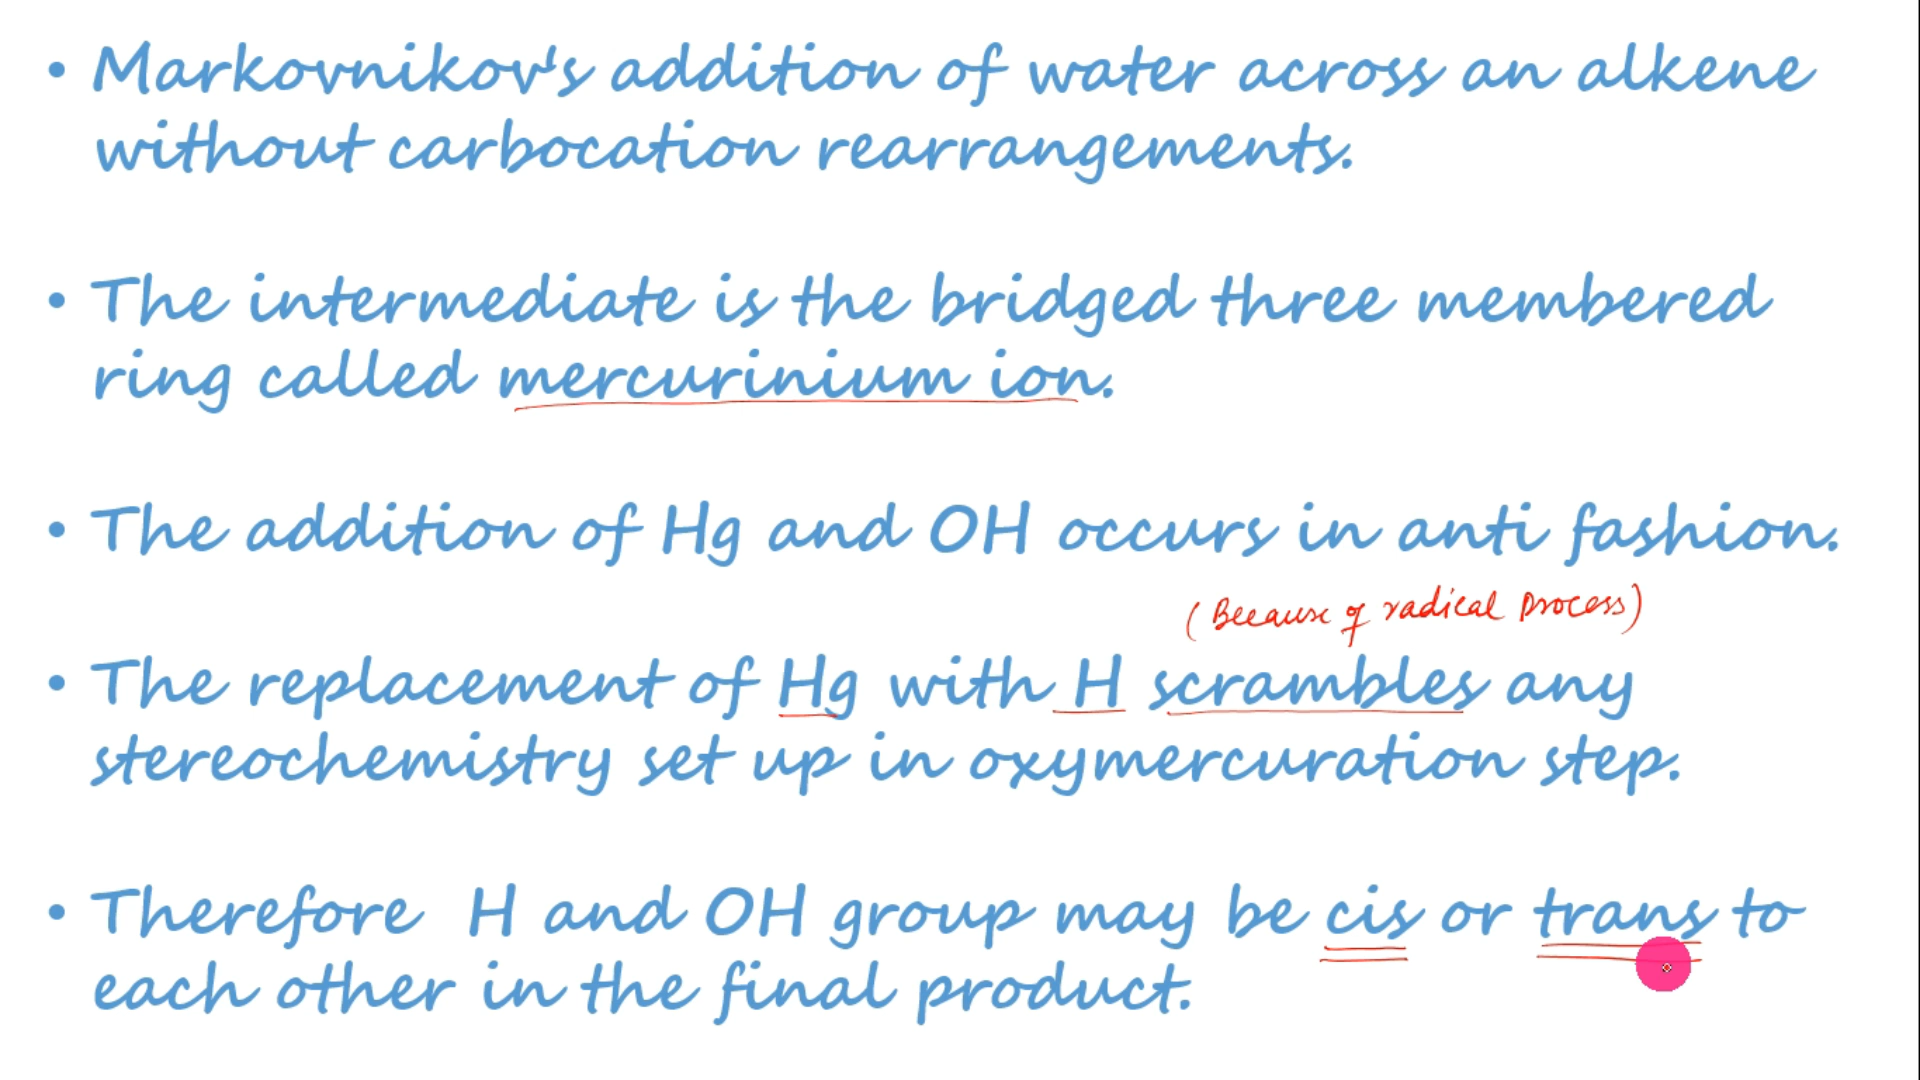 • Markovnikov's addition of water across an alkene
without carbocation rearrangements.
• The intermediate is the bridged three membered
ring called mercurinium ion.
• The addition of Hg and OH occurs in anti fashion.
(Because of radical process)
• The replacement of Hg with H scrambles any
stereochemistry set up in oxymercuration step.
• Therefore H and OH group may be cis or trans to
each other in the final product.